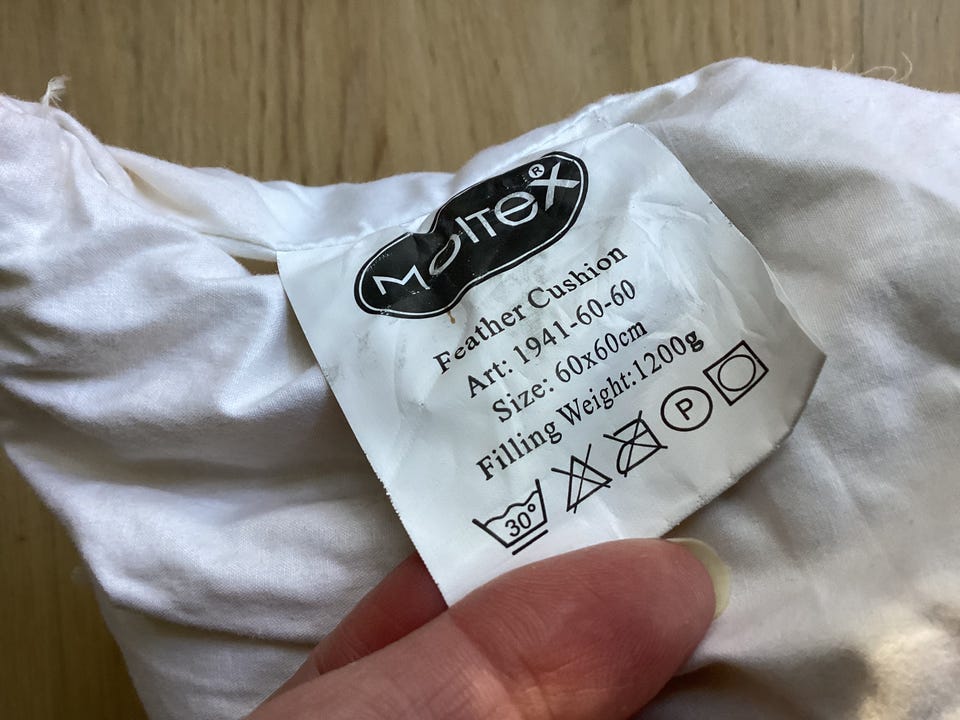 MOlTeX®
Feather Cushion
Art: 1941-60-60
Size: 60x60cm
Filling Weight:1200g
30°
P